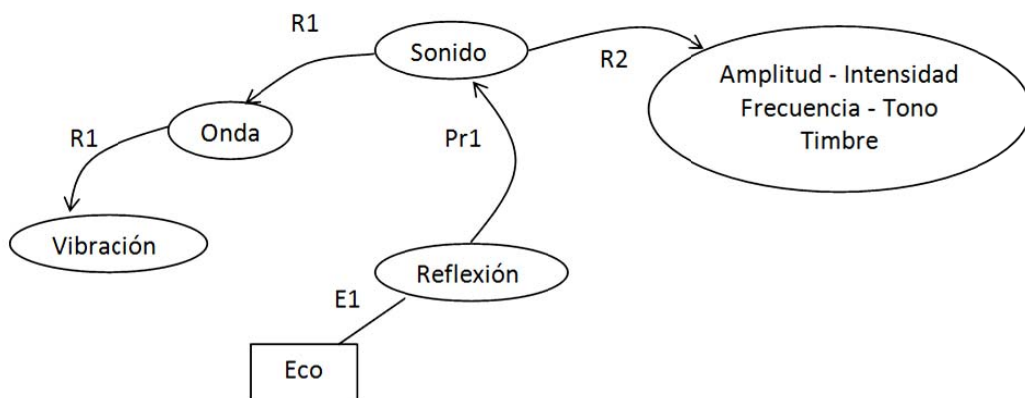 R1
Sonido
R2
Amplitud - Intensidad
Frecuencia - Tono
Timbre
R1
Onda
Pr1
Vibración
Reflexión
E1
Eco